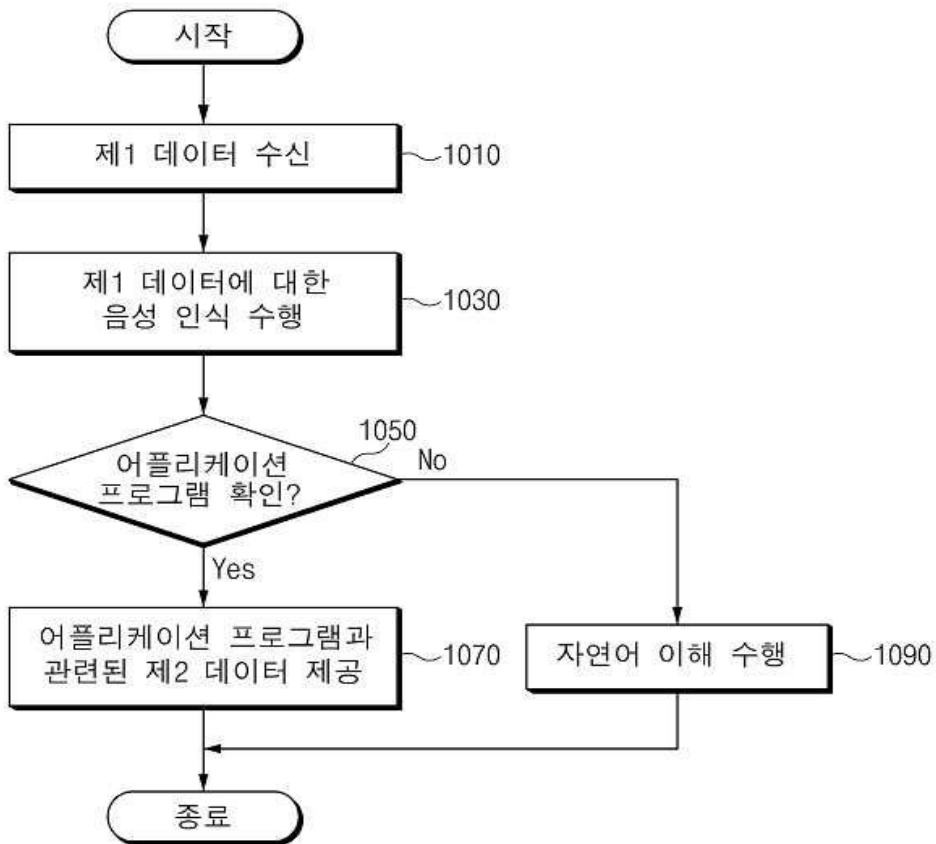 시작
제1 데이터 수신
1010
제1 데이터에 대한
음성 인식 수행
1030
1050
어플리케이션
프로그램 확인?
No
Yes
어플리케이션 프로그램과
관련된 제2 데이터 제공
1070
자연어 이해 수행
1090
종료